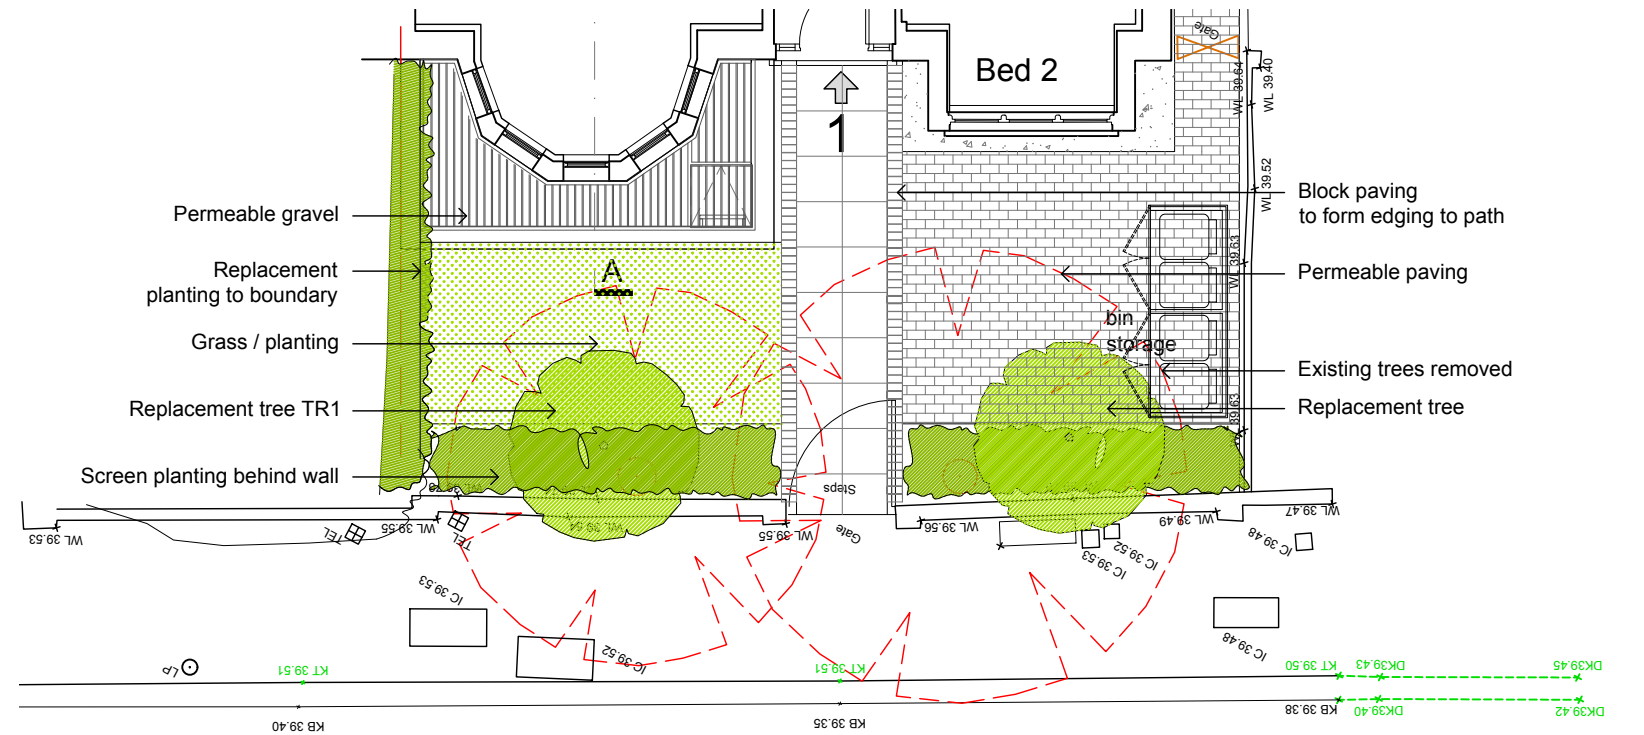 Gate
Bed 2
WL 39.64
WL 39.40
1
WL 39.52
Block paving
to form edging to path
Permeable gravel
WL 39.63
Replacement
planting to boundary
A
Permeable paving
bin
storage
Grass / planting
Existing trees removed
Replacement tree TR1
Replacement tree
39.63
Screen planting behind wall
Steps
WL 39.53
TEL
WL 39.55
TEL
WL 39.54
WL 39.55
Gate
WL 39.56
WL 39.49
WL 39.47
IC 39.53
IC 39.52
IC 39.48
IC 39.53
IC 39.52
IC 39.48
LP
KT 39.51
KT 39.51
KT 39.50
DK39.43
DK39.45
KB 39.40
KB 39.35
KB 39.38
DK39.40
DK39.42